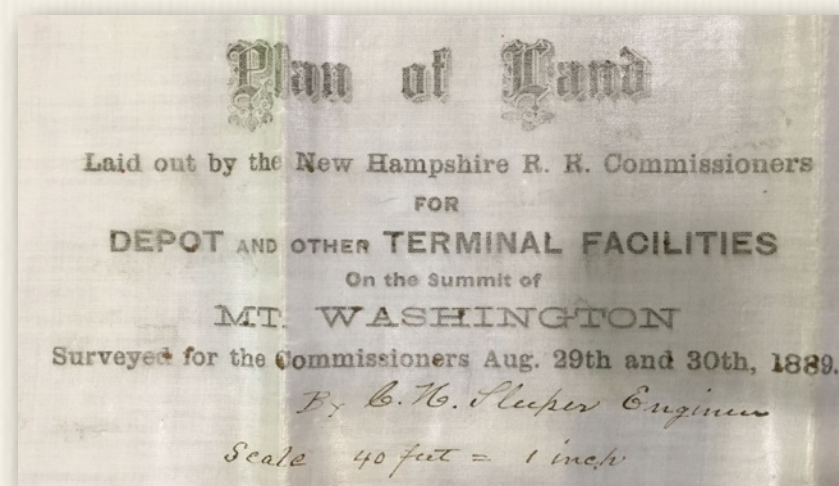 Plan of Land
Laid out by the New Hampshire R. R. Commissioners
FOR
DEPOT AND OTHER TERMINAL FACILITIES
On the Summit of
MT. WASHINGTON
Surveyed for the Commissioners Aug. 29th and 30th, 1889.
By C. H. Sleeper Engineer
Scale 40 feet = 1 inch